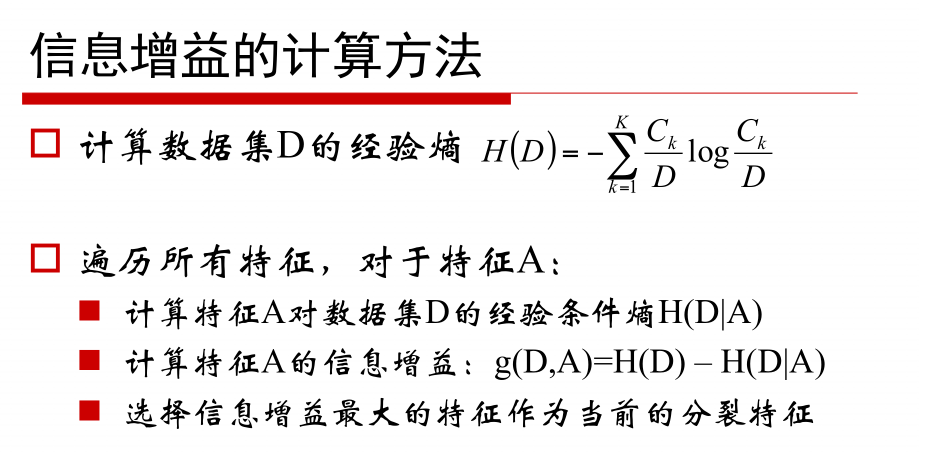 信息增益的计算方法
计算数据集D的经验熵 H(D)=−∑_{k=1}^{K} \frac{C_k}{D} log \frac{C_k}{D}
遍历所有特征，对于特征A：
计算特征A对数据集D的经验条件熵H(D|A)
计算特征A的信息增益：g(D,A)=H(D) – H(D|A)
选择信息增益最大的特征作为当前的分裂特征